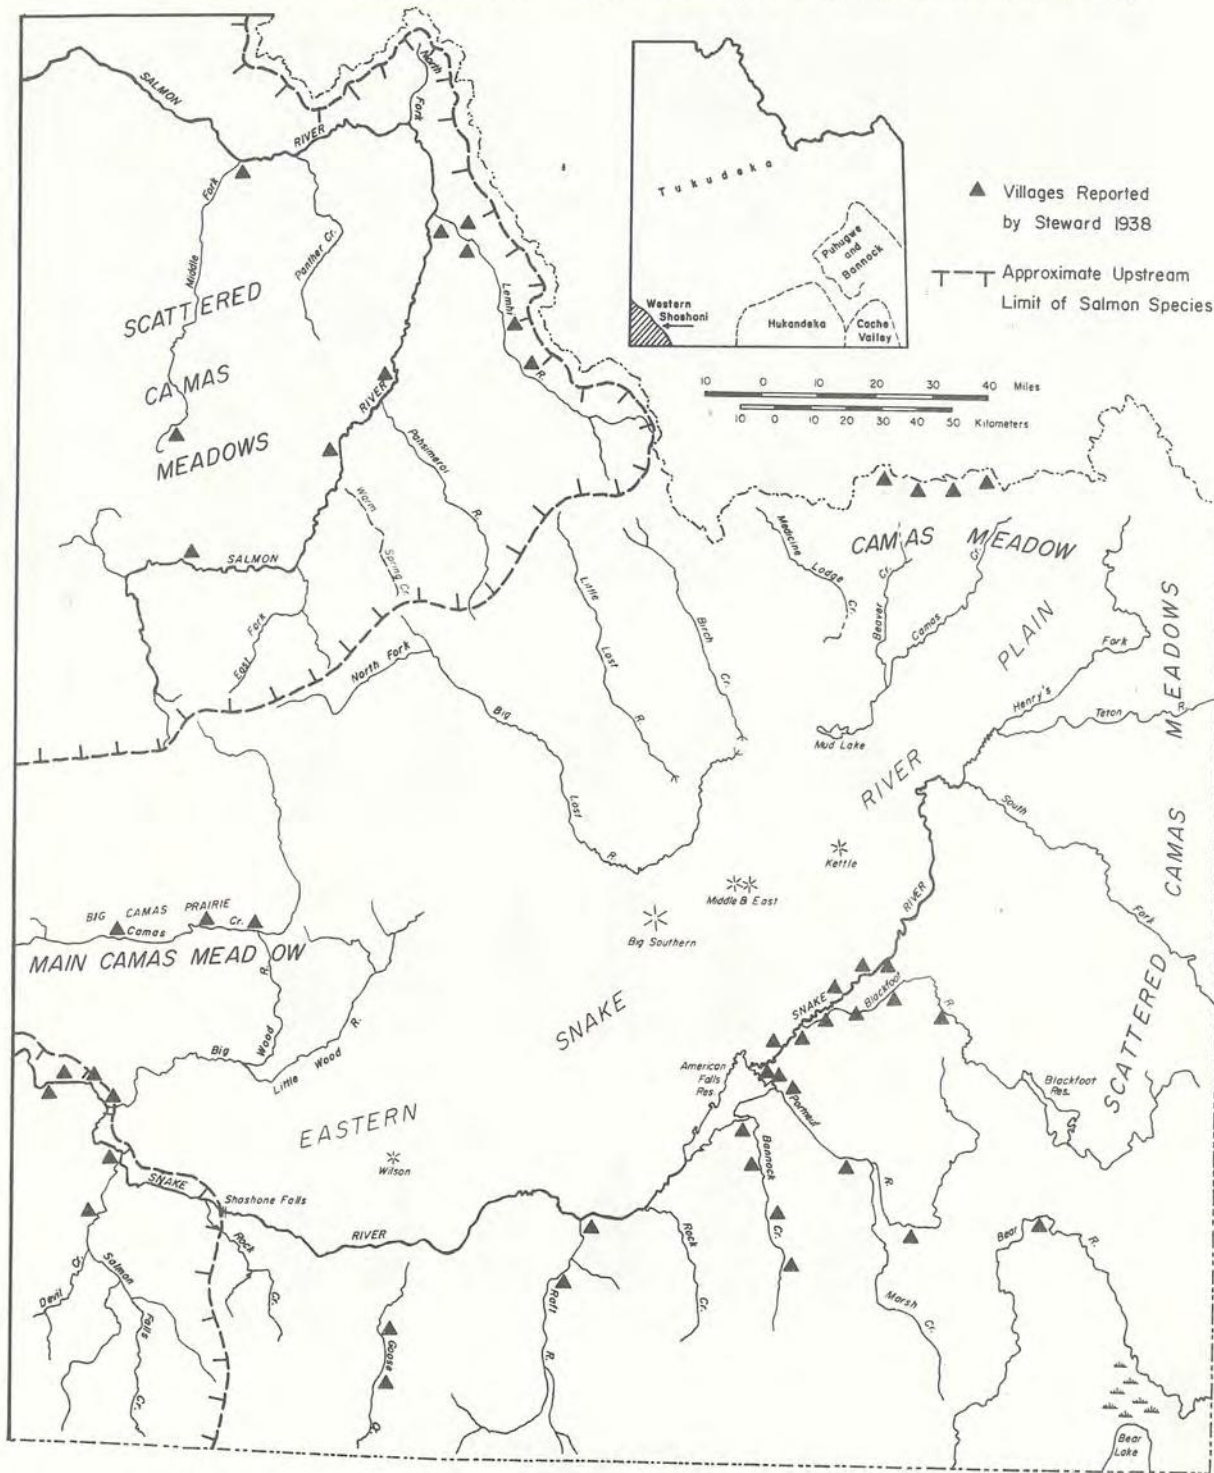 SALMON
RIVER
North
Fork
Middle
Fork
Panther Cr.
SCATTERED
CAMAS
MEADOWS
Lemhi
R.
RIVER
Pahsimeroi
R.
Warm
Spring Cr.
SALMON
East
Fork
North Fork
Big
Lost
R.
Little
Lost
R.
Birch
Cr.
Tukudeka
Puhugwe
and
Bannock
Western
Shoshoni
Hukandeka
Cache
Valley
Villages Reported
by Steward 1938
Approximate Upstream
Limit of Salmon Species
10 0 10 20 30 40 Miles
10 0 10 20 30 40 50 Kilometers
Medicine
Lodge
Cr.
CAMAS MEADOW
Beaver
Cr.
Camas
Cr.
PLAIN
Henry's
Fork
Teton
R.
Mud Lake
RIVER
South
Fork
SCATTERED
CAMAS
MEADOWS
Kettle
Middle & East
Big Southern
RIVER
SNAKE
Blackfoot
R.
BIG CAMAS PRAIRIE
Camas
Cr.
MAIN CAMAS MEADOW
R.
Wood
Big
Little Wood
R.
SNAKE
American
Falls
Res.
Portneuf
R.
Blackfoot
Res.
EASTERN
Wilson
Bannock
Cr.
SNAKE
Shoshone Falls
RIVER
Rock
Cr.
Rock
Cr.
Bear
R.
Devil
Cr.
Salmon
Falls
Cr.
Goose
Cr.
Raft
R.
Marsh
Cr.
Bear
Lake